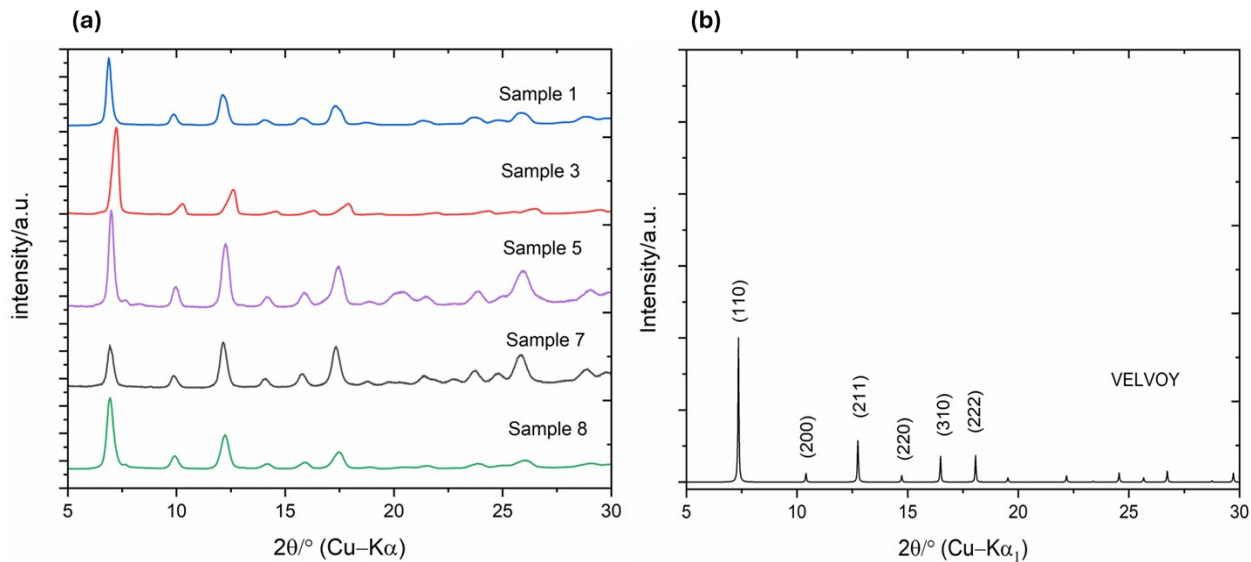 (a)
intensity/a.u.
Sample 1
Sample 3
Sample 5
Sample 7
Sample 8
5 10 15 20 25 30
2θ/° (Cu–Kα)
(b)
Intensity/a.u.
(110)
(200)
(211)
(220)
(310)
(222)
VELVOY
5 10 15 20 25 30
2θ/° (Cu–Kα₁)